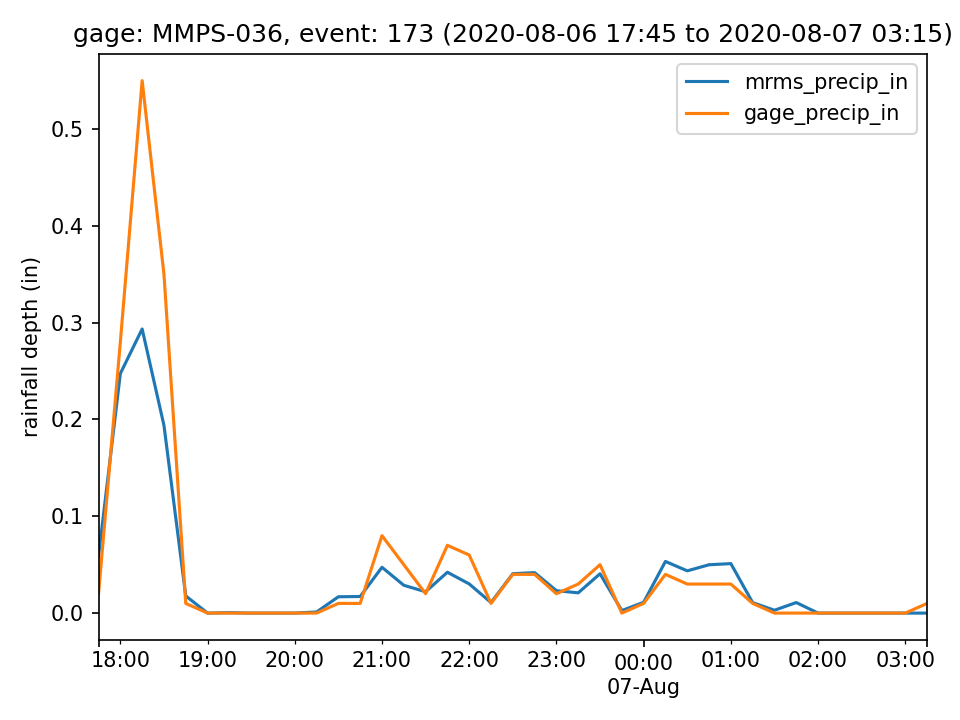 gage: MMPS-036, event: 173 (2020-08-06 17:45 to 2020-08-07 03:15)
mrms_precip_in
gage_precip_in
rainfall depth (in)
0.5
0.4
0.3
0.2
0.1
0.0
18:00 19:00 20:00 21:00 22:00 23:00 00:00 01:00 02:00 03:00
07-Aug